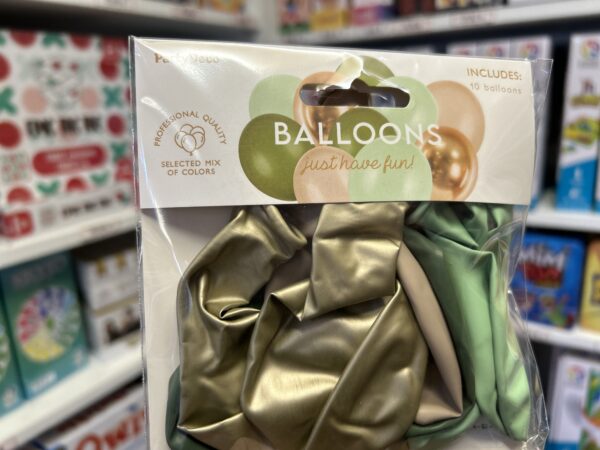 PartyDeco
INCLUDES:
10 balloons
PROFESSIONAL QUALITY
SELECTED MIX
OF COLORS
BALLOONS
just have fun!